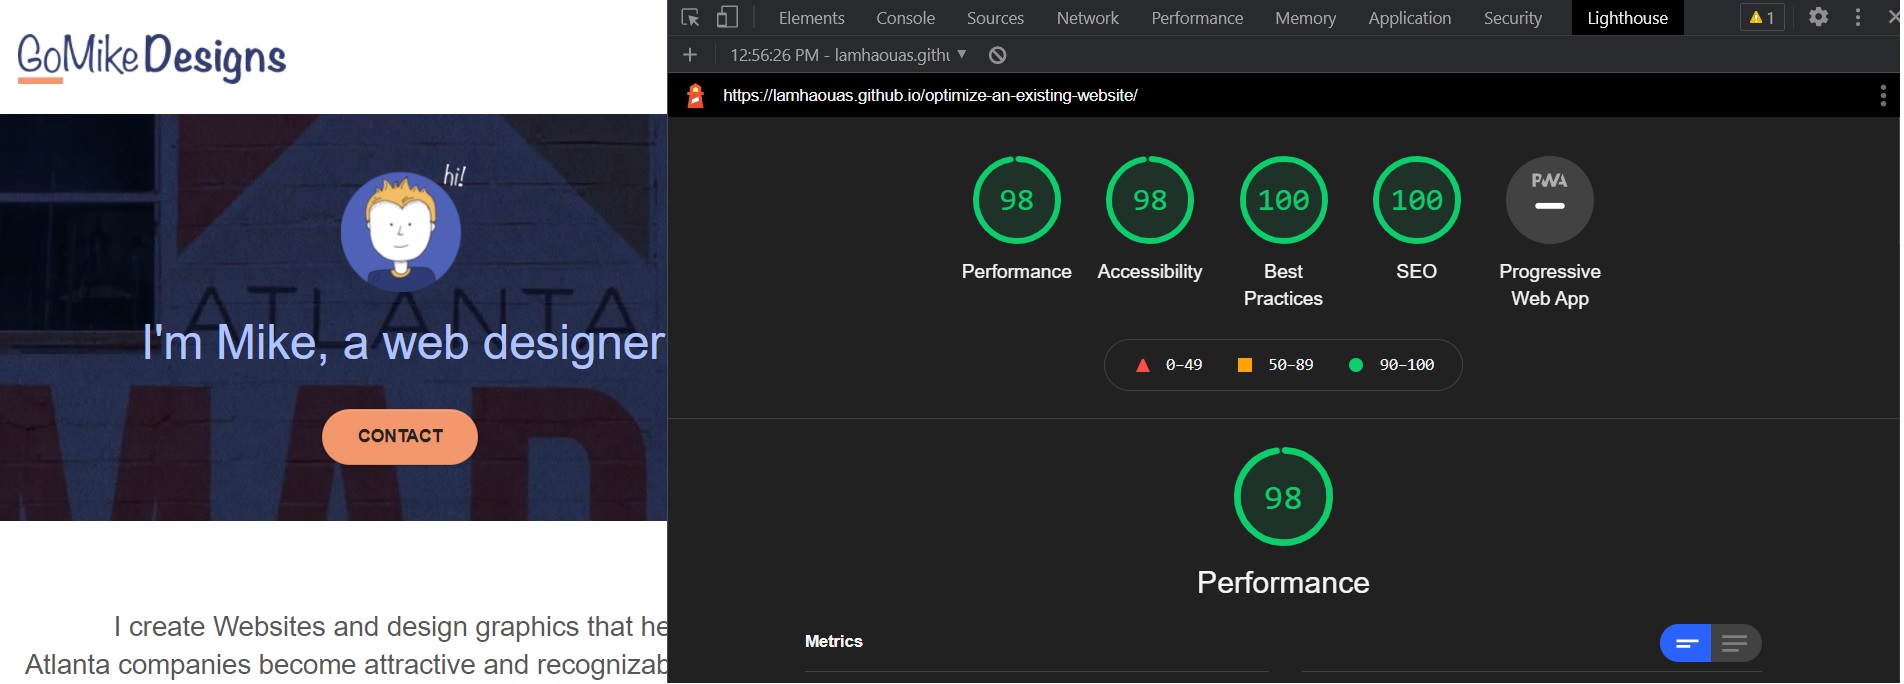 GoMike Designs
hi!
ATLANTA
I'm Mike, a web designer
MAD
CONTACT
I create Websites and design graphics that he
Atlanta companies become attractive and recognizab
Elements Console Sources Network Performance Memory Application Security Lighthouse 1
12:56:26 PM - lamhaouas.githu
https://lamhaouas.github.io/optimize-an-existing-website/
98 98 100 100 PWA
Performance Accessibility Best Practices SEO Progressive Web App
0–49 50–89 90–100
98
Performance
Metrics